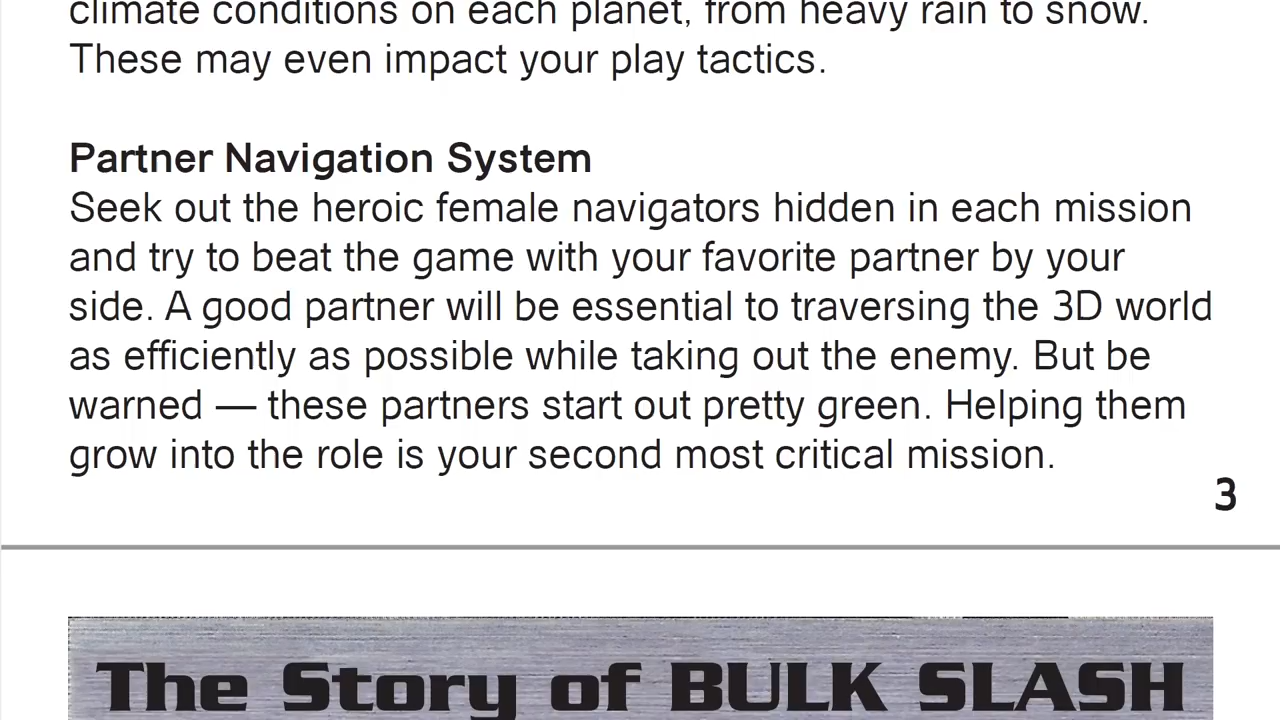 climate conditions on each planet, from heavy rain to snow.
These may even impact your play tactics.
Partner Navigation System
Seek out the heroic female navigators hidden in each mission
and try to beat the game with your favorite partner by your
side. A good partner will be essential to traversing the 3D world
as efficiently as possible while taking out the enemy. But be
warned — these partners start out pretty green. Helping them
grow into the role is your second most critical mission.
3
The Story of BULK SLASH